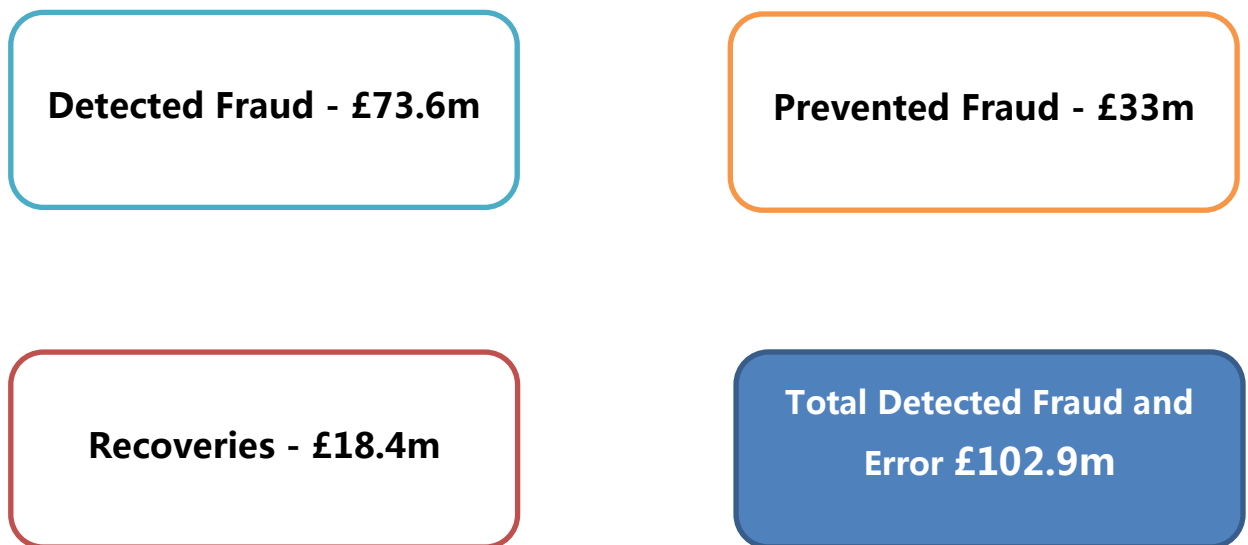 Detected Fraud - £73.6m
Prevented Fraud - £33m
Recoveries - £18.4m
Total Detected Fraud and
Error £102.9m